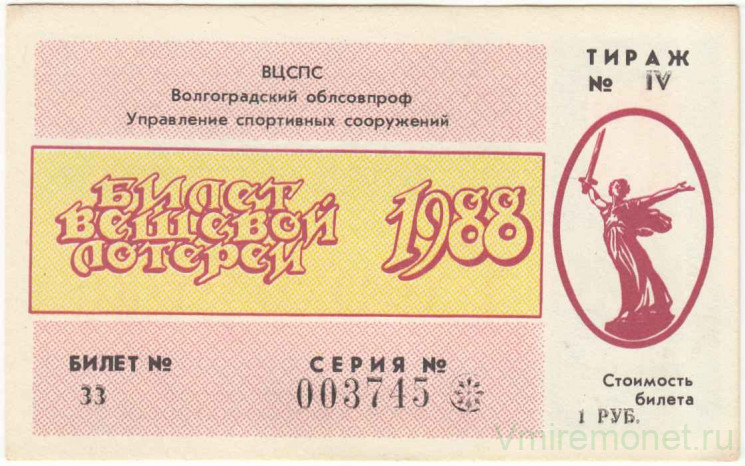 ВЦСПС
Волгоградский облсовпроф
Управление спортивных сооружений
БИЛЕТ
ВЕЩЕВОЙ
ЛОТЕРЕИ
1988
БИЛЕТ №
33
СЕРИЯ №
003745
ТИРАЖ
№ IV
Стоимость
билета
1 РУБ.
Vmiremonet.ru